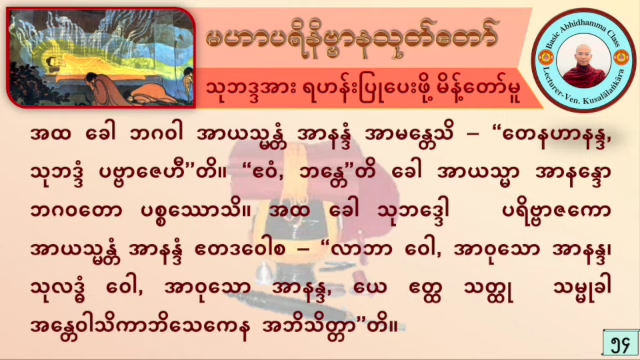 မဟာပရိနိဗ္ဗာနသုတ်တော်
သုဘဒ္ဒအား ရဟန်းပြုပေးဖို့ မိန့်တော်မူ
Basic Abhidhamma Class
Lecturer-Ven. Kusalālaṅkāra
အထ ခေါ ဘဂဝါ အာယသ္မန္တံ အာနန္ဒံ အာမန္တေသိ – “တေနဟာနန္ဒ,
သုဘဒ္ဒံ ပဗ္ဗာဇေဟီ”တိ။ “ဧဝံ, ဘန္တေ”တိ ခေါ အာယသ္မာ အာနန္ဒော
ဘဂဝတော ပစ္စဿောသိ။ အထ ခေါ သုဘဒ္ဒေါ ပရိဗ္ဗာဇကော
အာယသ္မန္တံ အာနန္ဒံ ဧတဒဝေါစ – “လာဘာ ဝေါ, အာဝုသော အာနန္ဒ၊
သုလဒ္ဓံ ဝေါ, အာဝုသော အာနန္ဒ, ယေ ဧတ္ထ သတ္ထု သမ္မုခါ
အန္တေဝါသိကာဘိသေကေန အဘိသိတ္တာ”တိ။
၅၄